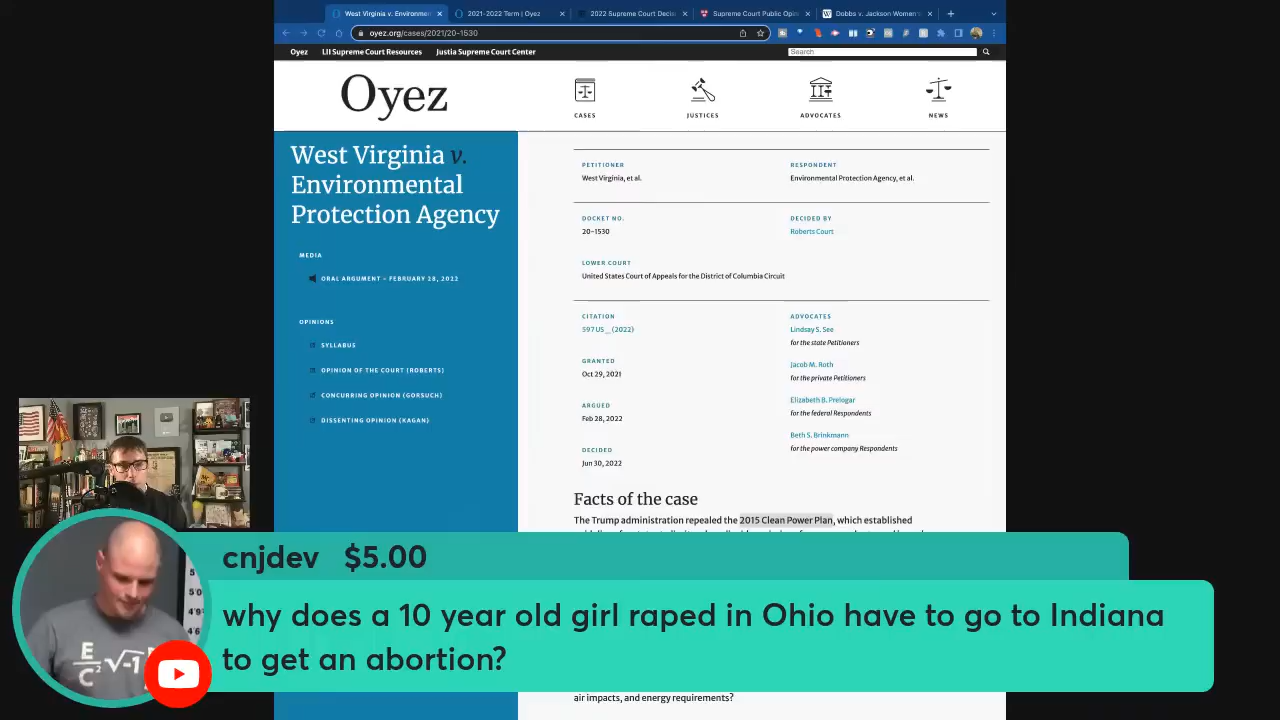 West Virginia v. Environmen
2021-2022 Term | Oyez
2022 Supreme Court Decisi
Supreme Court Public Opin
Dobbs v. Jackson Women's
oyez.org/cases/2021/20-1530
Oyez
LII Supreme Court Resources
Justia Supreme Court Center
Search
Oyez
CASES
JUSTICES
ADVOCATES
NEWS
West Virginia v.
Environmental
Protection Agency
MEDIA
ORAL ARGUMENT - FEBRUARY 28, 2022
OPINIONS
SYLLABUS
OPINION OF THE COURT (ROBERTS)
CONCURRING OPINION (GORSUCH)
DISSENTING OPINION (KAGAN)
PETITIONER
West Virginia, et al.
RESPONDENT
Environmental Protection Agency, et al.
DOCKET NO.
20-1530
DECIDED BY
Roberts Court
LOWER COURT
United States Court of Appeals for the District of Columbia Circuit
CITATION
597 US _ (2022)
GRANTED
Oct 29, 2021
ARGUED
Feb 28, 2022
DECIDED
Jun 30, 2022
ADVOCATES
Lindsay S. See
for the state Petitioners
Jacob M. Roth
for the private Petitioners
Elizabeth B. Prelogar
for the federal Respondents
Beth S. Brinkmann
for the power company Respondents
Facts of the case
The Trump administration repealed the 2015 Clean Power Plan, which established
cnjdev $5.00
why does a 10 year old girl raped in Ohio have to go to Indiana
to get an abortion?
air impacts, and energy requirements?